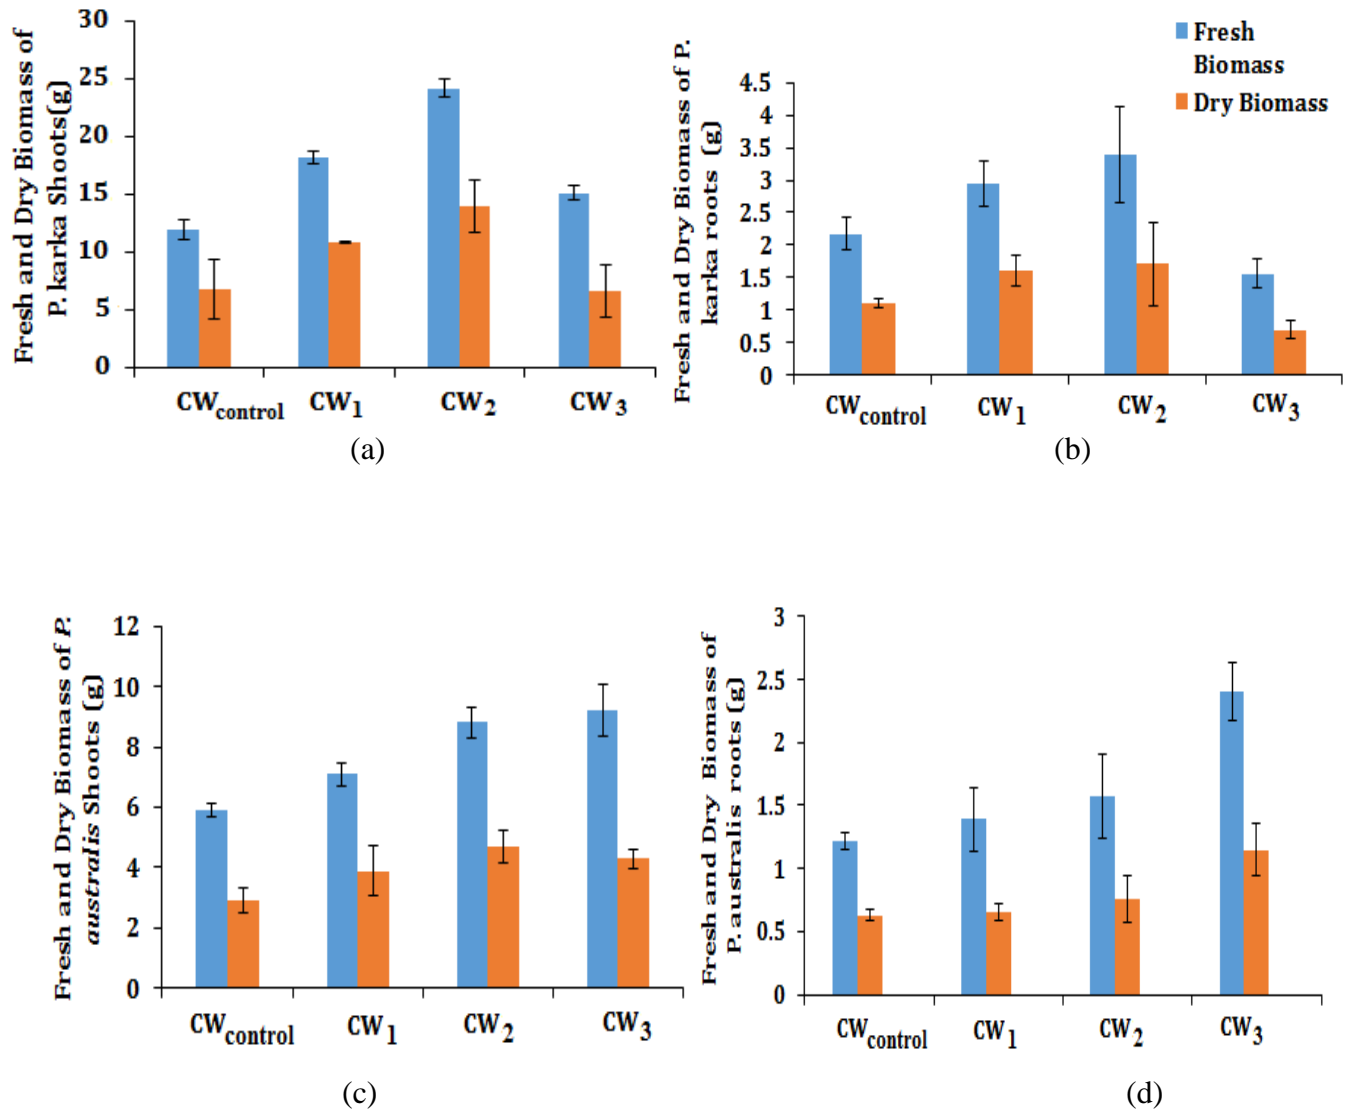 Fresh and Dry Biomass of
P. karka Shoots(g)
30
25
20
15
10
5
0
CWcontrol CW1 CW2 CW3
(a)
Fresh and Dry Biomass of P.
karka roots (g)
4.5
4
3.5
3
2.5
2
1.5
1
0.5
0
CWcontrol CW1 CW2 CW3
(b)
Fresh
Biomass
Dry Biomass
Fresh and Dry Biomass of P.
australis Shoots (g)
12
10
8
6
4
2
0
CWcontrol CW1 CW2 CW3
(c)
Fresh and Dry Biomass of
P. australis roots (g)
3
2.5
2
1.5
1
0.5
0
CWcontrol CW1 CW2 CW3
(d)